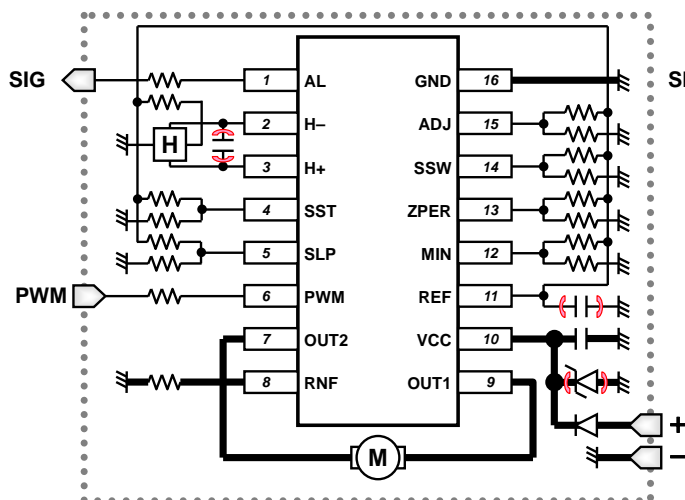 SIG
1 AL
GND 16
H
2 H–
ADJ 15
3 H+
SSW 14
4 SST
ZPER 13
5 SLP
MIN 12
PWM
6 PWM
REF 11
7 OUT2
VCC 10
8 RNF
OUT1 9
M
+
–